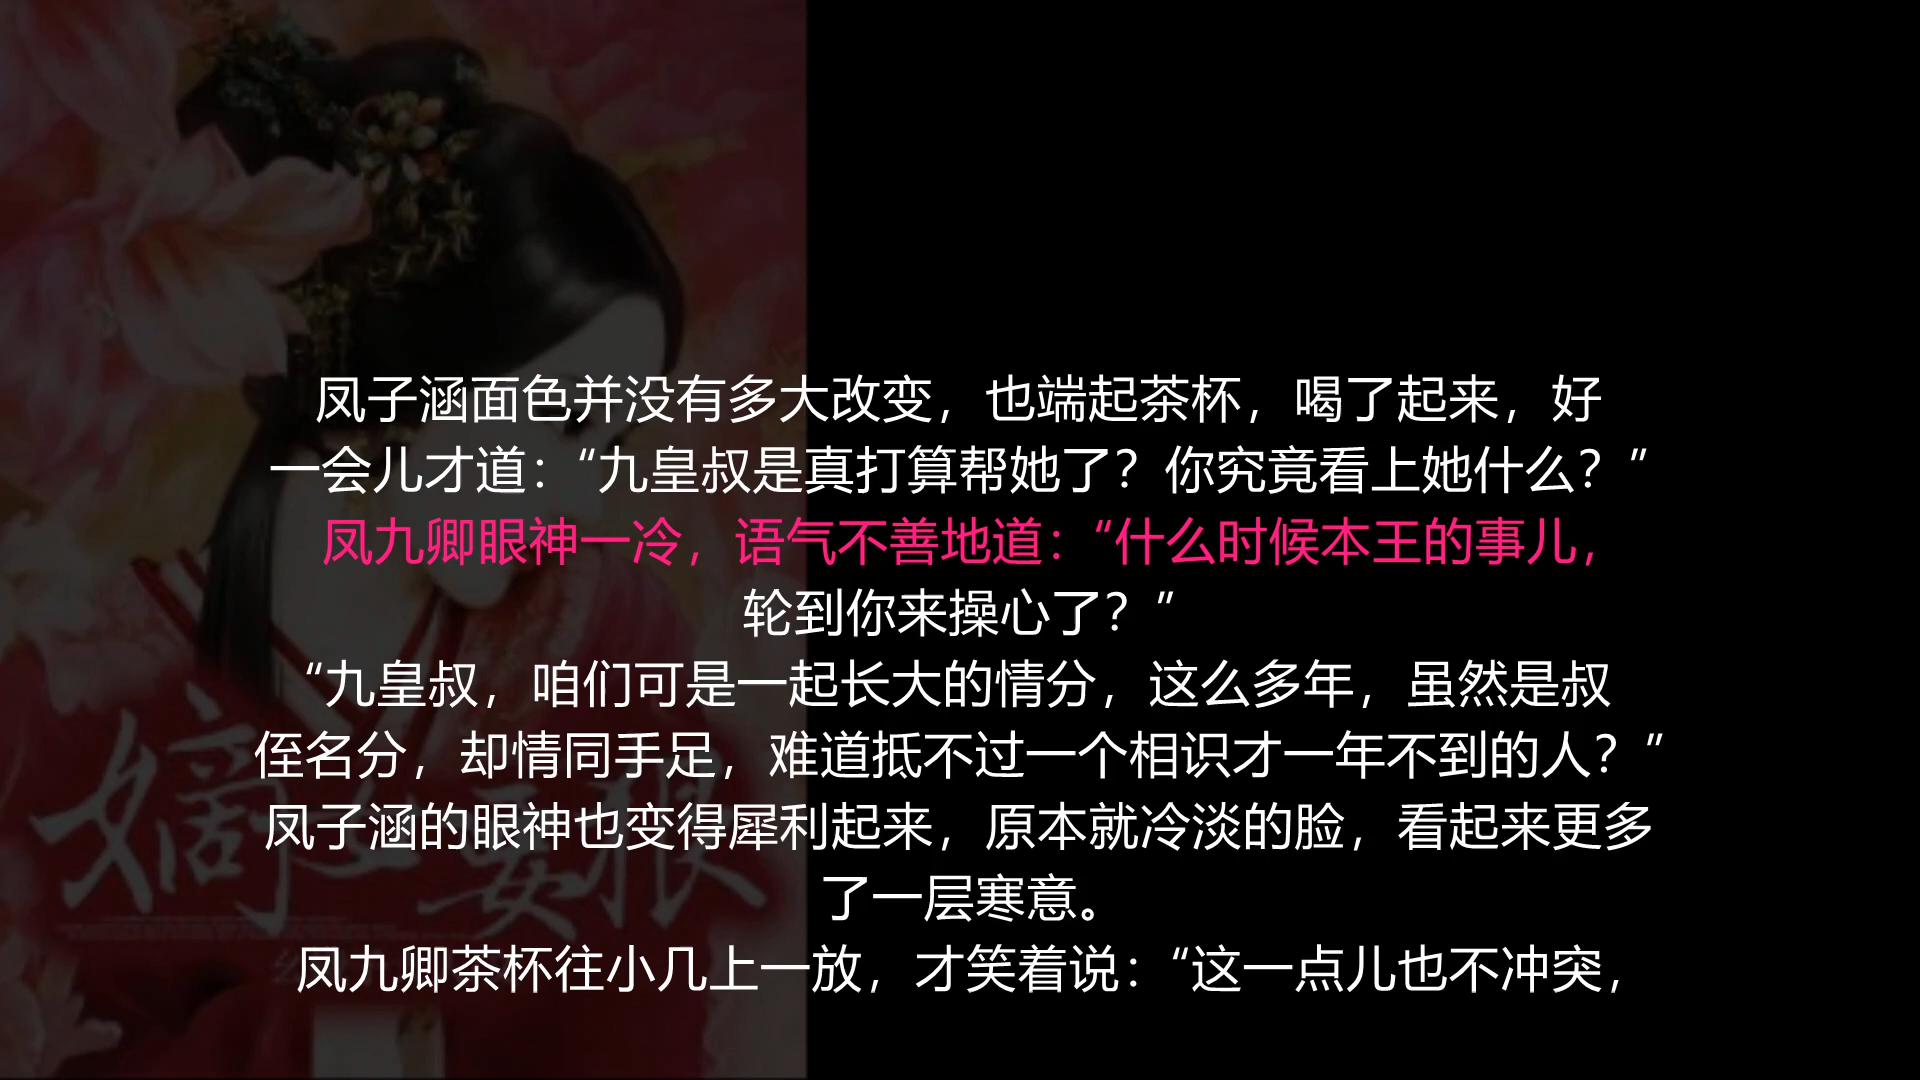 凤子涵面色并没有多大改变，也端起茶杯，喝了起来，好
一会儿才道：“九皇叔是真打算帮她了？你究竟看上她什么？”
凤九卿眼神一冷，语气不善地道：“什么时候本王的事儿，
轮到你来操心了？”
“九皇叔，咱们可是一起长大的情分，这么多年，虽然是叔
侄名分，却情同手足，难道抵不过一个相识才一年不到的人？”
凤子涵的眼神也变得犀利起来，原本就冷淡的脸，看起来更多
了一层寒意。
凤九卿茶杯往小几上一放，才笑着说：“这一点儿也不冲突，